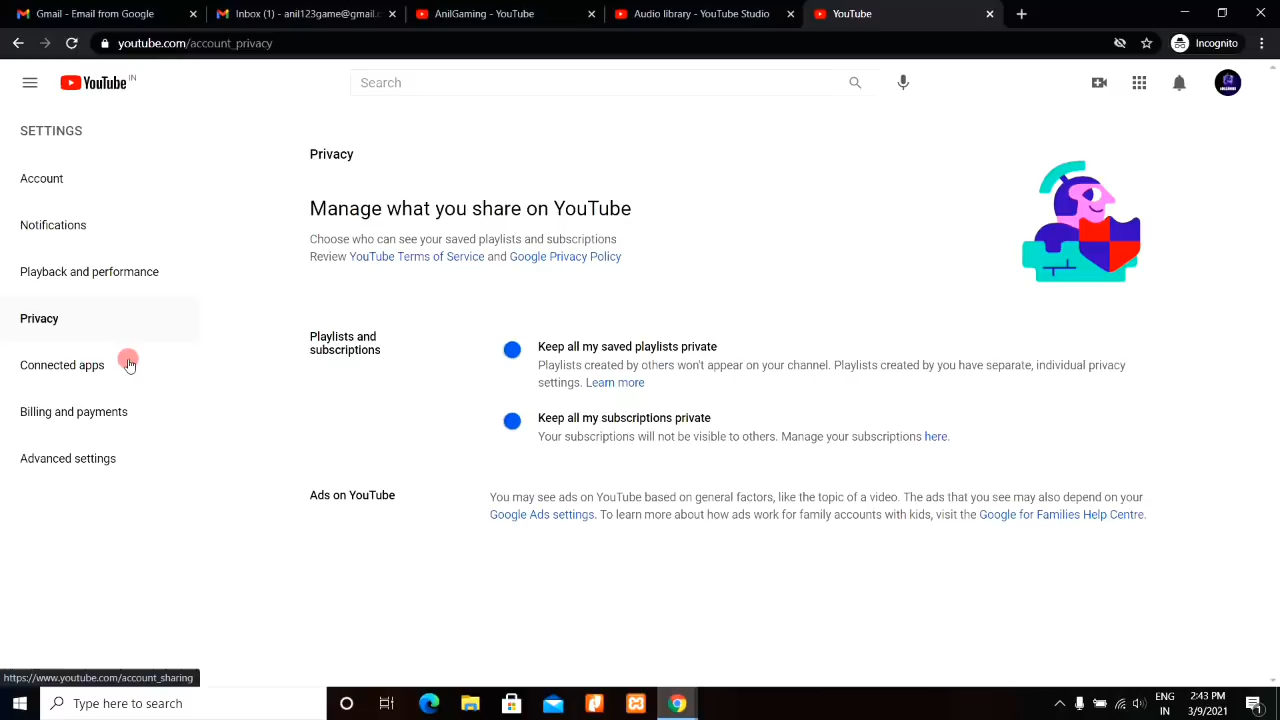 Email from Google
Inbox (1) - anil123game@gmail.c
AnilGaming - YouTube
Audio library - YouTube Studio
YouTube
youtube.com/account_privacy
Incognito
YouTube IN
Search
SETTINGS
Account
Notifications
Playback and performance
Privacy
Connected apps
Billing and payments
Advanced settings
Privacy
Manage what you share on YouTube
Choose who can see your saved playlists and subscriptions
Review YouTube Terms of Service and Google Privacy Policy
Playlists and
subscriptions
Keep all my saved playlists private
Playlists created by others won't appear on your channel. Playlists created by you have separate, individual privacy
settings. Learn more
Keep all my subscriptions private
Your subscriptions will not be visible to others. Manage your subscriptions here.
Ads on YouTube
You may see ads on YouTube based on general factors, like the topic of a video. The ads that you see may also depend on your
Google Ads settings. To learn more about how ads work for family accounts with kids, visit the Google for Families Help Centre.
https://www.youtube.com/account_sharing
Type here to search
ENG
IN
2:43 PM
3/9/2021
1